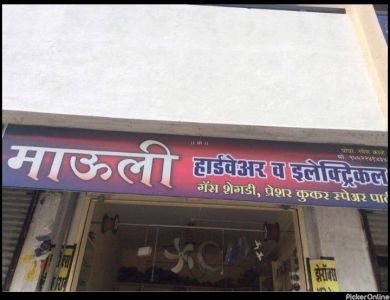 ॥ श्री ॥
माऊली
हार्डवेअर व इलेक्ट्रिकल
गॅस शेगडी, प्रेशर कुकर स्पेअर पार्ट
झेरॉक्स
PickerOnline